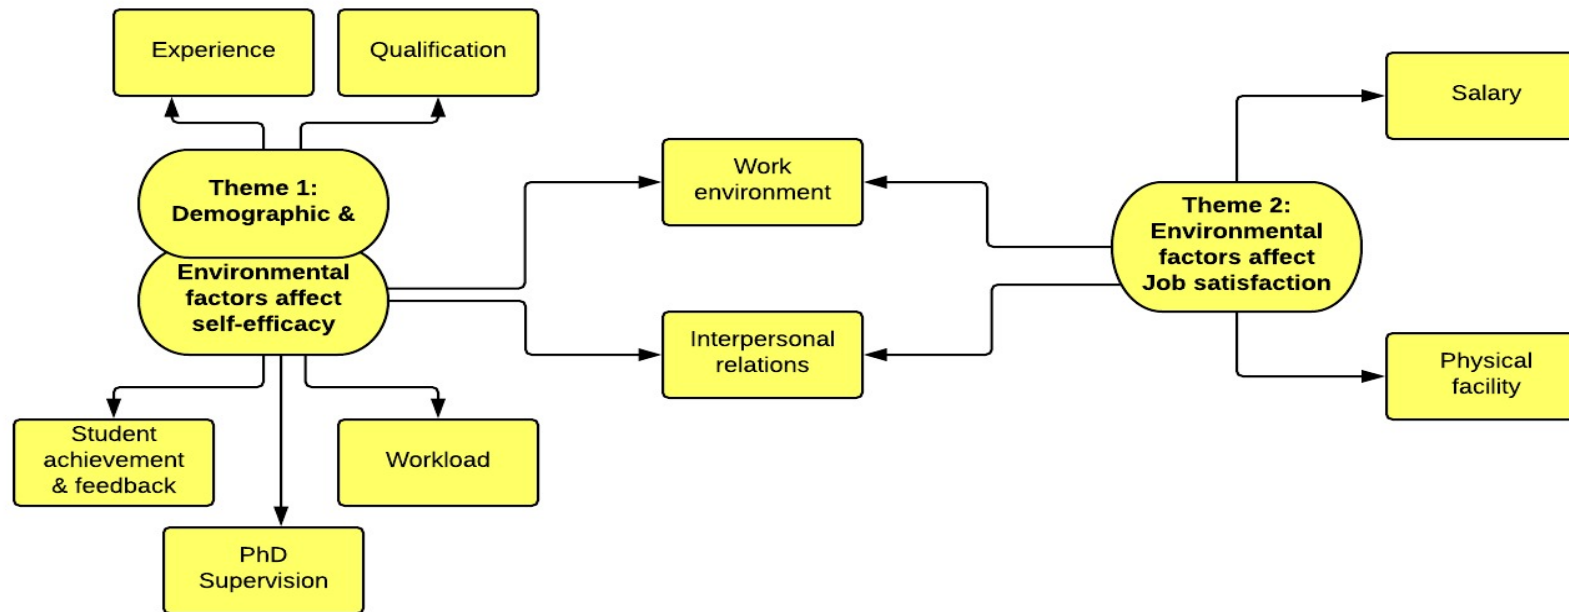 Experience
Qualification
Theme 1:
Demographic &
Environmental
factors affect
self-efficacy
Student
achievement
& feedback
Workload
PhD
Supervision
Work
environment
Interpersonal
relations
Theme 2:
Environmental
factors affect
Job satisfaction
Salary
Physical
facility